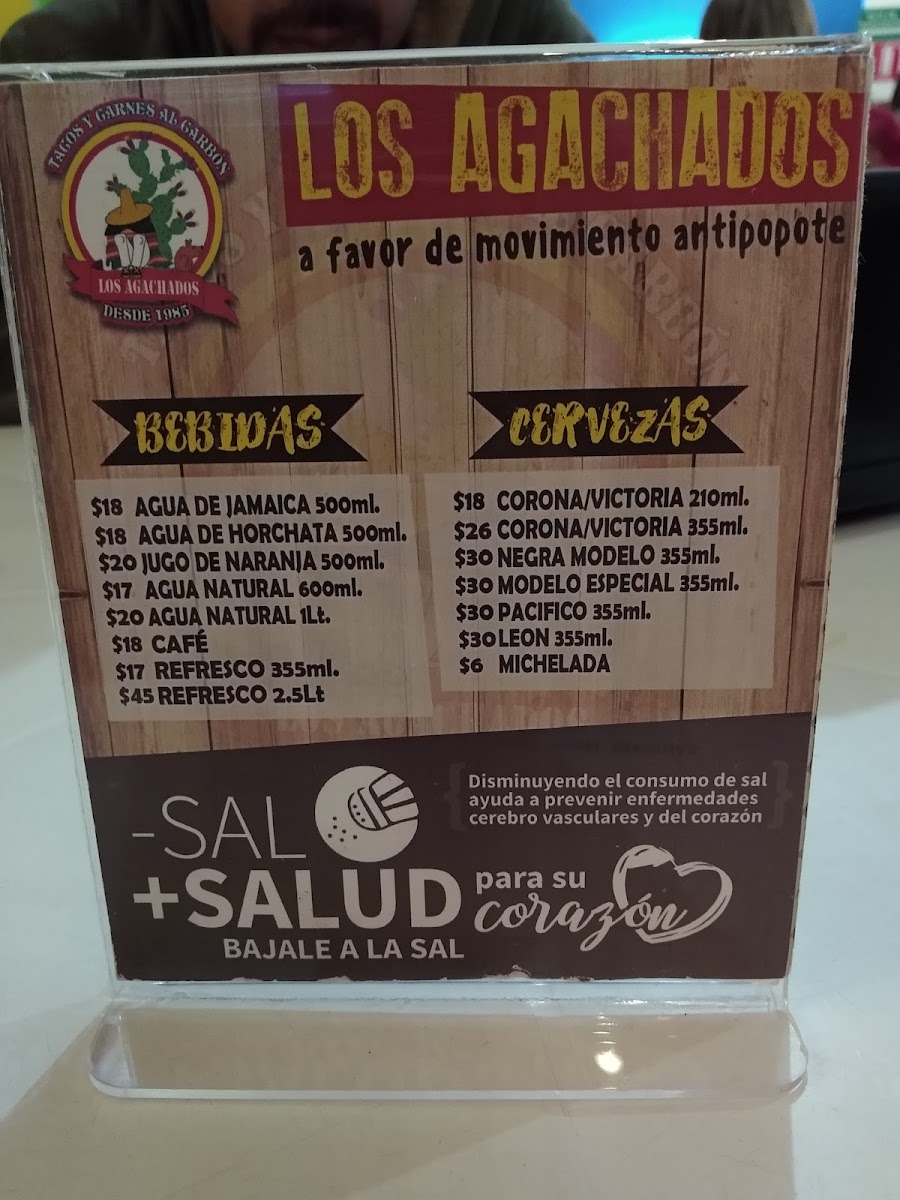 TACOS Y CARNES AL CARBÓN
LOS AGACHADOS
DESDE 1985
LOS AGACHADOS
a favor de movimiento antipopote
BEBIDAS
$18 AGUA DE JAMAICA 500ml.
$18 AGUA DE HORCHATA 500ml.
$20 JUGO DE NARANJA 500ml.
$17 AGUA NATURAL 600ml.
$20 AGUA NATURAL 1Lt.
$18 CAFÉ
$17 REFRESCO 355ml.
$45 REFRESCO 2.5Lt
CERVEZAS
$18 CORONA/VICTORIA 210ml.
$26 CORONA/VICTORIA 355ml.
$30 NEGRA MODELO 355ml.
$30 MODELO ESPECIAL 355ml.
$30 PACIFICO 355ml.
$30 LEON 355ml.
$6 MICHELADA
-SAL
+SALUD
BAJALE A LA SAL
Disminuyendo el consumo de sal
ayuda a prevenir enfermedades
cerebro vasculares y del corazón
para su
corazón